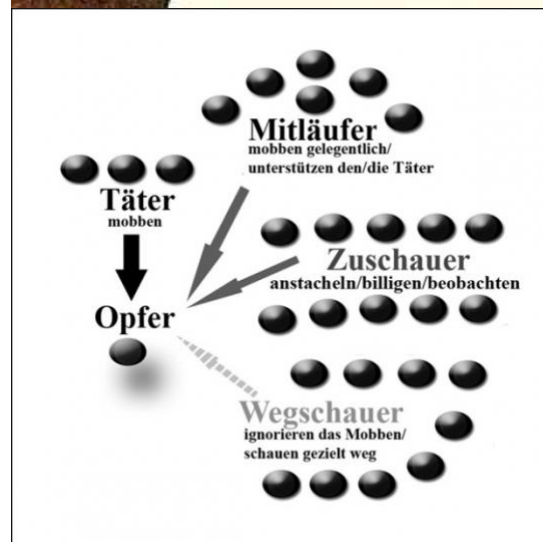 Mitläufer
mobben gelegentlich/
unterstützen den/die Täter
Täter
mobben
Zuschauer
anstacheln/billigen/beobachten
Opfer
Wegschauer
ignorieren das Mobben/
schauen gezielt weg